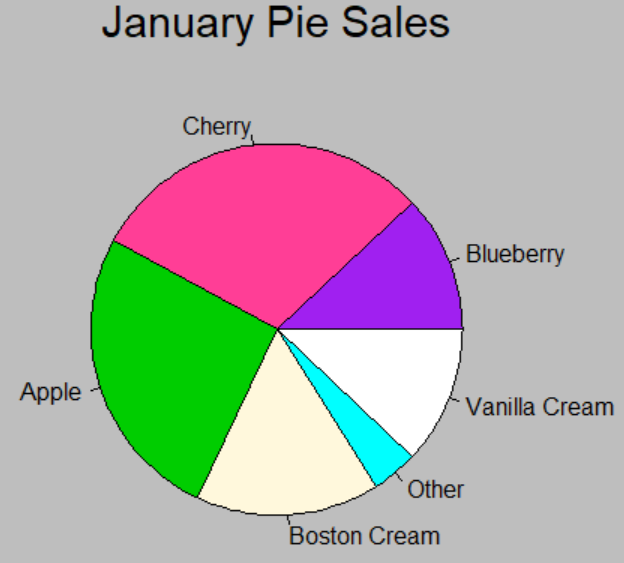 January Pie Sales
Cherry
Blueberry
Apple
Vanilla Cream
Other
Boston Cream